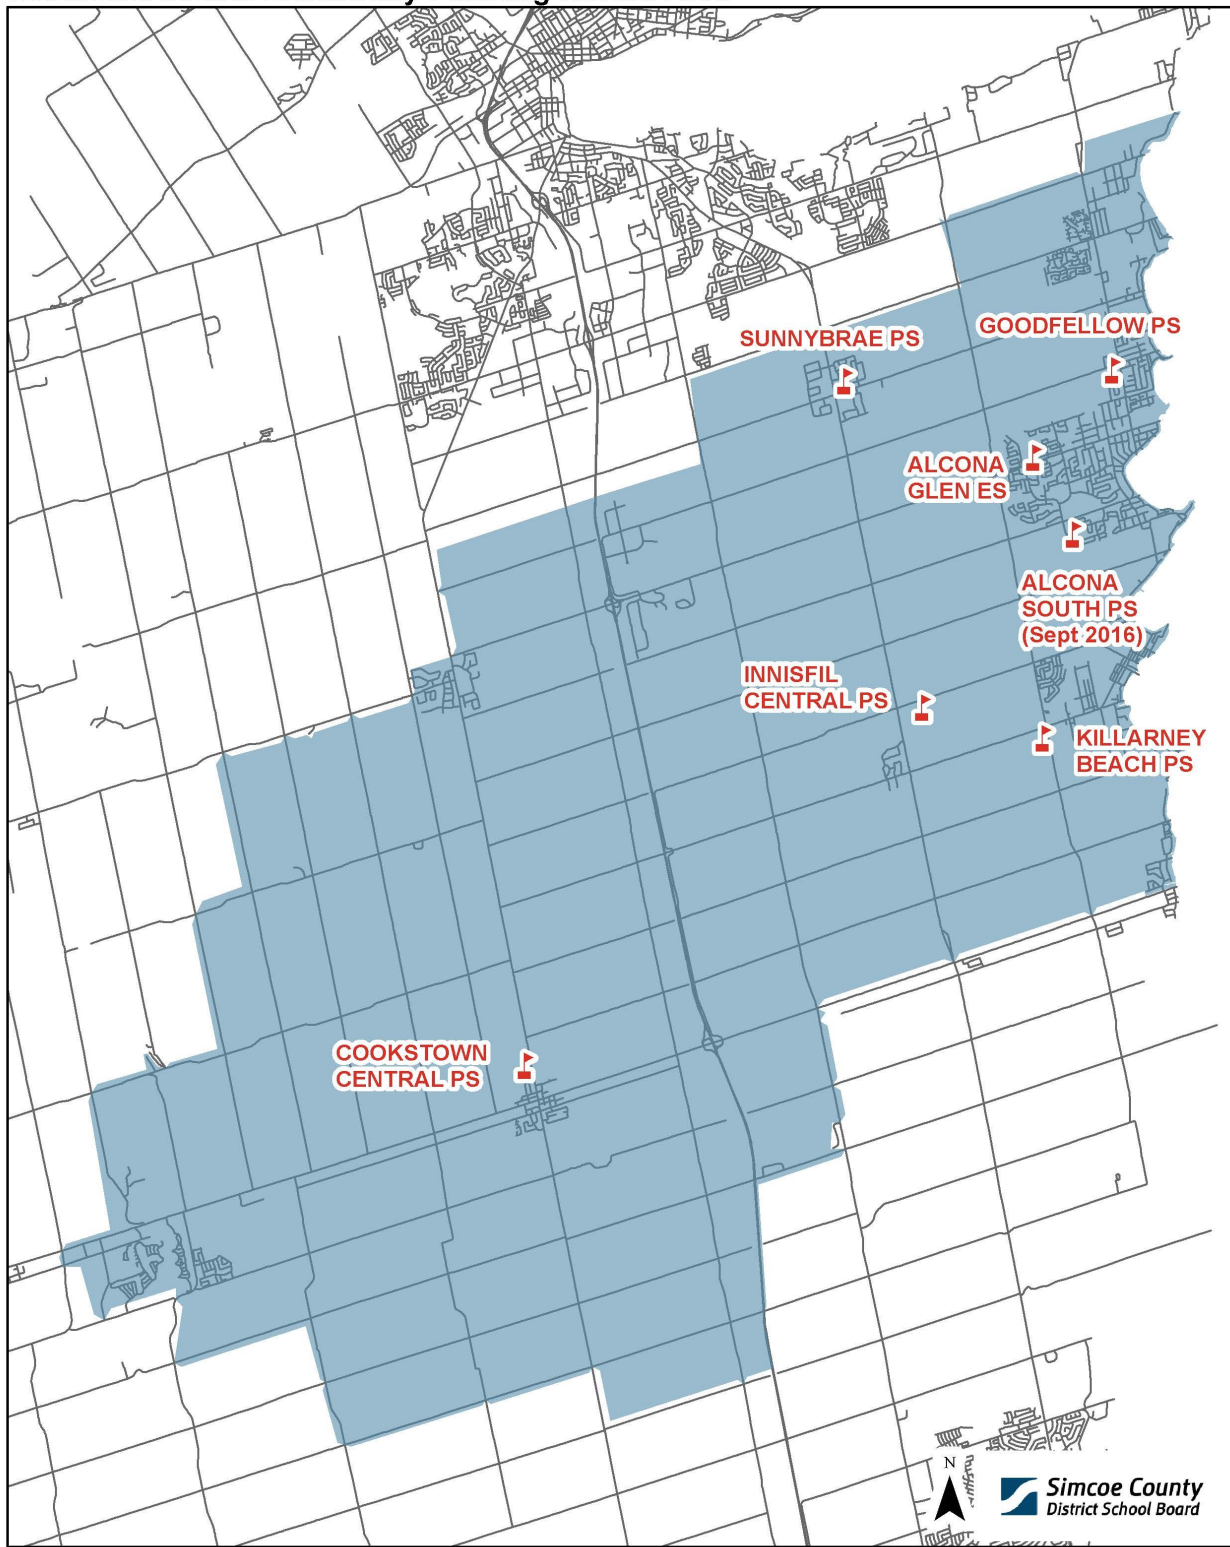 SUNNYBRAE PS
GOODFELLOW PS
ALCONA
GLEN ES
ALCONA
SOUTH PS
(Sept 2016)
INNISFIL
CENTRAL PS
KILLARNEY
BEACH PS
COOKSTOWN
CENTRAL PS
N
Simcoe County
District School Board